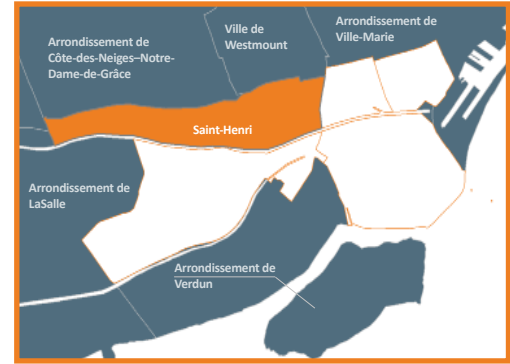 Arrondissement de
Côte-des-Neiges–Notre-
Dame-de-Grâce
Ville de
Westmount
Arrondissement de
Ville-Marie
Saint-Henri
Arrondissement de
LaSalle
Arrondissement de
Verdun